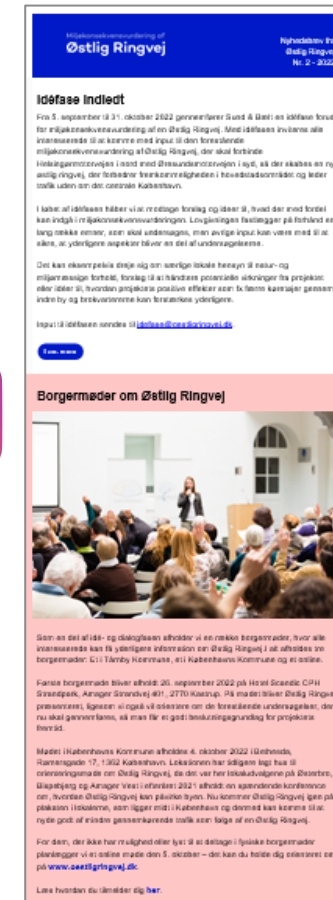 Miljøkonsekvensvurdering af
Østlig Ringvej
Nyhedsbrev fra
Østlig Ringvej
Nr. 2 - 2022
Idéfase indledt
Fra 5. september til 31. oktober 2022 gennemfører Sund & Bælt en idéfase forud
for miljøkonsekvensvurdering af en Østlig Ringvej. Med idéfasen inviteres alle
interesserede til at komme med input til den forestående
miljøkonsekvensvurdering af Østlig Ringvej, der skal forbinde
Helsingørmotorvejen i nord med Øresundsmotorvejen i syd, så der skabes en ny
østlig ringvej, der forbedrer fremkommeligheden i hovedstadsområdet og leder
trafik uden om det centrale København.
I løbet af idéfasen håber vi at modtage forslag og ideer til, hvad der med fordel
kan indgå i miljøkonsekvensvurderingen. Lovgivningen fastlægger på forhånd en
lang række emner, som skal undersøges, men øvrige input kan være med til at
sikre, at yderligere aspekter bliver en del af undersøgelserne.
Det kan eksempelvis dreje sig om særlige lokale hensyn til natur- og
miljømæssige forhold, forslag til at håndtere potentielle virkninger fra projektet,
eller idéer til, hvordan projektets positive effekter som fx færre køretøjer gennem
indre by og brokvartererne kan forstærkes yderligere.
Input til idéfasen sendes til idefase@oestligringvej.dk.
Læs mere
Borgermøder om Østlig Ringvej
Som en del af idé- og dialogfasen afholder vi en række borgermøder, hvor alle
interesserede kan få yderligere information om Østlig Ringvej. I alt afholdes tre
borgermøder: Et i Tårnby Kommune, et i Københavns Kommune og et online.
Første borgermøde bliver afholdt 26. september 2022 på Hotel Scandic CPH
Strandpark, Amager Strandvej 401, 2770 Kastrup. På mødet bliver Østlig Ringvej
præsenteret, ligesom vi også vil orientere om de forestående undersøgelser, der
nu skal gennemføres, så man får et godt beslutningsgrundlag for projektets
fremtid.
Mødet i Københavns Kommune afholdes 4. oktober 2022 i Bethesda,
Rømersgade 17, 1362 København. Lokationen har tidligere lagt hus til
orienteringsmøde om Østlig Ringvej, da det var her lokaludvalgene på Østerbro,
Bispebjerg og Amager Vest i efteråret 2021 afholdt en spændende konference
om, hvordan Østlig Ringvej kan påvirke byen. Nu kommer Østlig Ringvej igen på
plakaten i lokalerne, som ligger midt i København og dermed kan komme til at
nyde godt af mindre gennemkørende trafik som følge af en Østlig Ringvej.
For dem, der ikke har mulighed eller lyst til at deltage i fysiske borgermøder
planlægger vi et online møde den 5. oktober – det kan du holde dig orienteret om
på www.oestligringvej.dk.
Læs hvordan du tilmelder dig her.